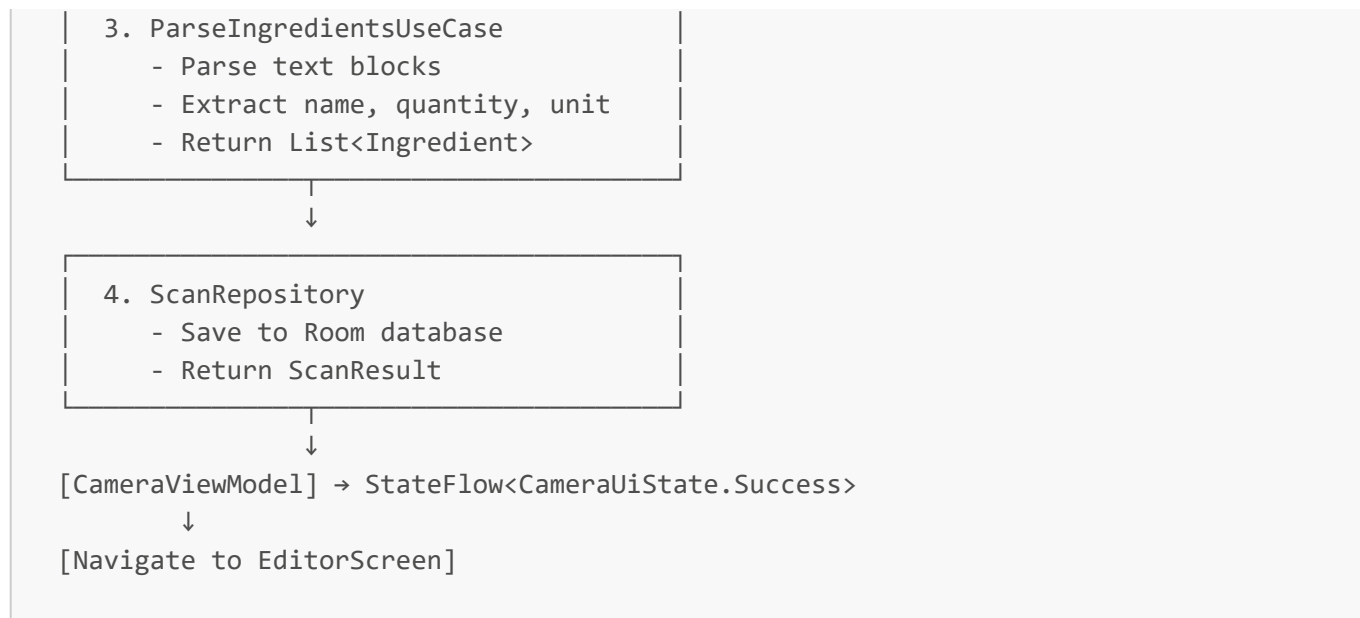 3. ParseIngredientsUseCase
- Parse text blocks
- Extract name, quantity, unit
- Return List<Ingredient>
↓
4. ScanRepository
- Save to Room database
- Return ScanResult
↓
[CameraViewModel] → StateFlow<CameraUiState.Success>
↓
[Navigate to EditorScreen]